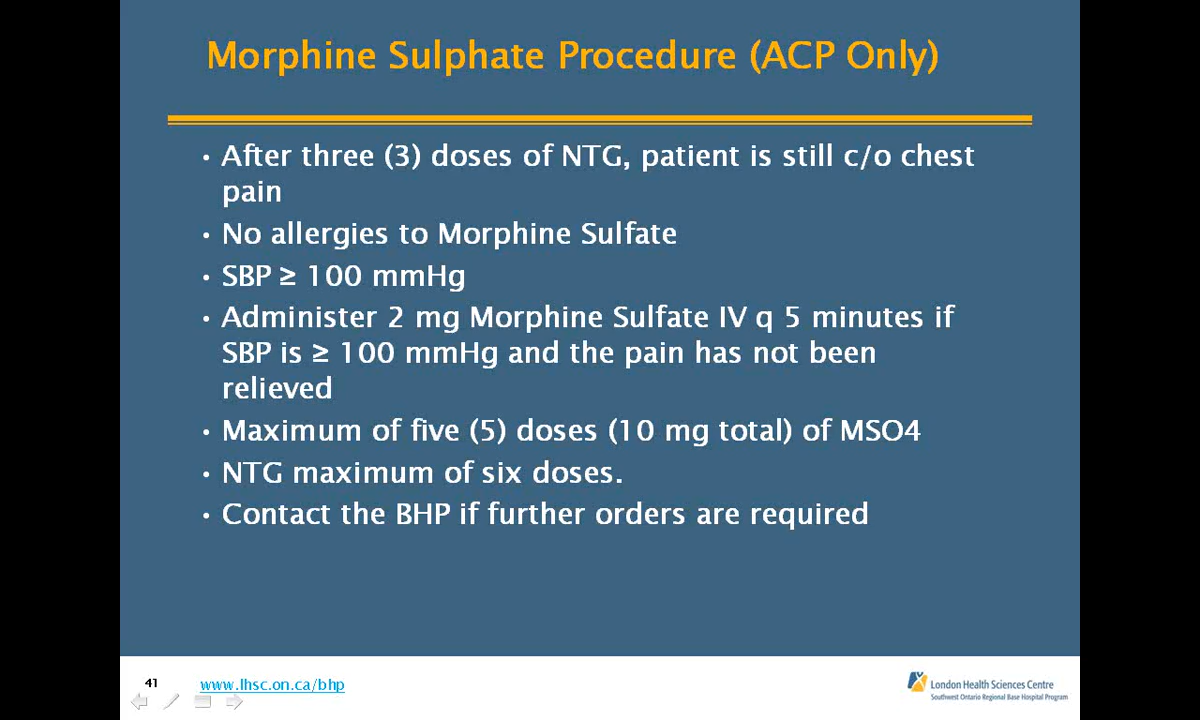 Morphine Sulphate Procedure (ACP Only)
• After three (3) doses of NTG, patient is still c/o chest
pain
• No allergies to Morphine Sulfate
• SBP ≥ 100 mmHg
• Administer 2 mg Morphine Sulfate IV q 5 minutes if
SBP is ≥ 100 mmHg and the pain has not been
relieved
• Maximum of five (5) doses (10 mg total) of MSO4
• NTG maximum of six doses.
• Contact the BHP if further orders are required
41
www.lhsc.on.ca/bhp
London Health Sciences Centre
Southwest Ontario Regional Base Hospital Program